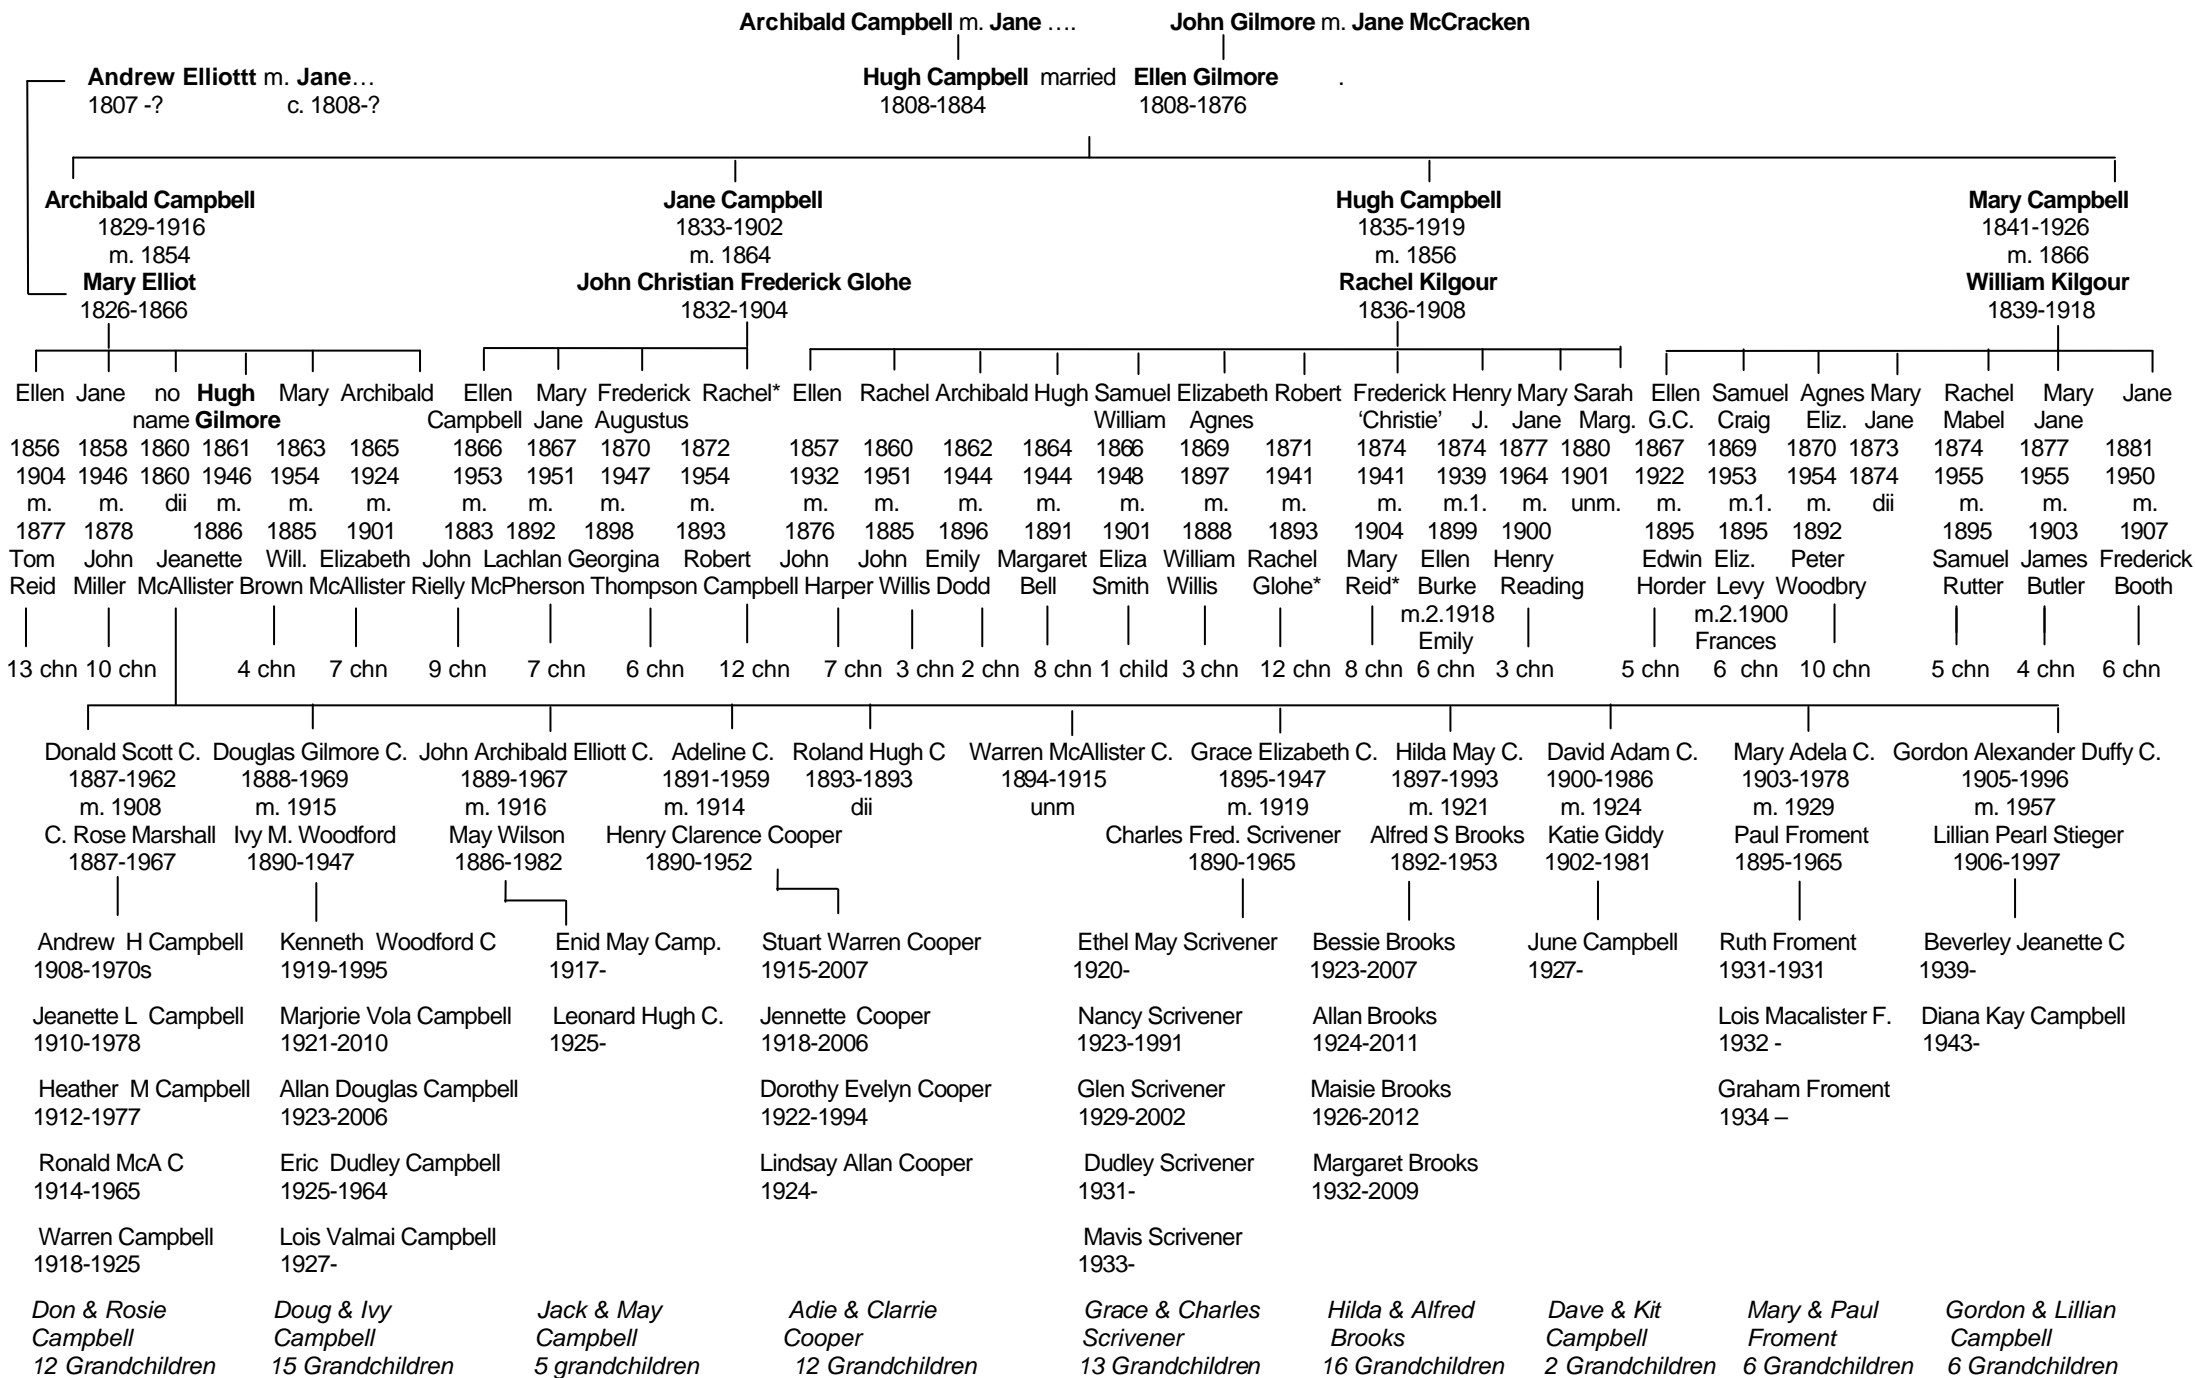 Archibald Campbell m. Jane .... John Gilmore m. Jane McCracken
Andrew Elliottt m. Jane... Hugh Campbell married Ellen Gilmore .
1807 -? c. 1808-? 1808-1884 1808-1876
Archibald Campbell Jane Campbell Hugh Campbell Mary Campbell
1829-1916 1833-1902 1835-1919 1841-1926
m. 1854 m. 1864 m. 1856 m. 1866
Mary Elliot John Christian Frederick Glohe Rachel Kilgour William Kilgour
1826-1866 1832-1904 1836-1908 1839-1918
Ellen Jane no Hugh Mary Archibald Ellen Mary Frederick Rachel* Ellen Rachel Archibald Hugh Samuel Elizabeth Robert Frederick Henry Mary Sarah Ellen Samuel Agnes Mary Rachel Mary Jane
name Gilmore Campbell Jane Augustus William Agnes 'Christie' J. Jane Marg. G.C. Craig Eliz. Jane Mabel Jane
1856 1858 1860 1861 1863 1865 1866 1867 1870 1872 1857 1860 1862 1864 1866 1869 1871 1874 1874 1877 1880 1867 1869 1870 1873 1874 1877 1881
1904 1946 1860 1946 1954 1924 1953 1951 1947 1954 1932 1951 1944 1944 1948 1897 1941 1941 1939 1964 1901 1922 1953 1954 1874 1955 1955 1950
m. m. dii m. m. m. m. m. m. m. m. m. m. m. m. m. m. m. m.1. m. unm. m. m.1. m. dii m. m. m.
1877 1878 1886 1885 1901 1883 1892 1898 1893 1876 1885 1896 1891 1901 1888 1893 1904 1899 1900 1895 1895 1892 1895 1903 1907
Tom John Jeanette Will. Elizabeth John Lachlan Georgina Robert John John Emily Margaret Eliza William Rachel Mary Ellen Henry Edwin Eliz. Peter Samuel James Frederick
Reid Miller McAllister Brown McAllister Rielly McPherson Thompson Campbell Harper Willis Dodd Bell Smith Willis Glohe* Reid* Burke Reading Horder Levy Woodbry Rutter Butler Booth
m.2.1918 m.2.1900
Emily Frances
13 chn 10 chn 4 chn 7 chn 9 chn 7 chn 6 chn 12 chn 7 chn 3 chn 2 chn 8 chn 1 child 3 chn 12 chn 8 chn 6 chn 3 chn 5 chn 6 chn 10 chn 5 chn 4 chn 6 chn
Donald Scott C. Douglas Gilmore C. John Archibald Elliott C. Adeline C. Roland Hugh C Warren McAllister C. Grace Elizabeth C. Hilda May C. David Adam C. Mary Adela C. Gordon Alexander Duffy C.
1887-1962 1888-1969 1889-1967 1891-1959 1893-1893 1894-1915 1895-1947 1897-1993 1900-1986 1903-1978 1905-1996
m. 1908 m. 1915 m. 1916 m. 1914 dii unm m. 1919 m. 1921 m. 1924 m. 1929 m. 1957
C. Rose Marshall Ivy M. Woodford May Wilson Henry Clarence Cooper Charles Fred. Scrivener Alfred S Brooks Katie Giddy Paul Froment Lillian Pearl Stieger
1887-1967 1890-1947 1886-1982 1890-1952 1890-1965 1892-1953 1902-1981 1895-1965 1906-1997
Andrew H Campbell Kenneth Woodford C Enid May Camp. Stuart Warren Cooper Ethel May Scrivener Bessie Brooks June Campbell Ruth Froment Beverley Jeanette C
1908-1970s 1919-1995 1917- 1915-2007 1920- 1923-2007 1927- 1931-1931 1939-
Jeanette L Campbell Marjorie Vola Campbell Leonard Hugh C. Jennette Cooper Nancy Scrivener Allan Brooks Lois Macalister F. Diana Kay Campbell
1910-1978 1921-2010 1925- 1918-2006 1923-1991 1924-2011 1932 - 1943-
Heather M Campbell Allan Douglas Campbell Dorothy Evelyn Cooper Glen Scrivener Maisie Brooks Graham Froment
1912-1977 1923-2006 1922-1994 1929-2002 1926-2012 1934 –
Ronald McA C Eric Dudley Campbell Lindsay Allan Cooper Dudley Scrivener Margaret Brooks
1914-1965 1925-1964 1924- 1931- 1932-2009
Warren Campbell Lois Valmai Campbell Mavis Scrivener
1918-1925 1927- 1933-
Don & Rosie Doug & Ivy Jack & May Adie & Clarrie Grace & Charles Hilda & Alfred Dave & Kit Mary & Paul Gordon & Lillian
Campbell Campbell Campbell Cooper Scrivener Brooks Campbell Froment Campbell
12 Grandchildren 15 Grandchildren 5 grandchildren 12 Grandchildren 13 Grandchildren 16 Grandchildren 2 Grandchildren 6 Grandchildren 6 Grandchildren